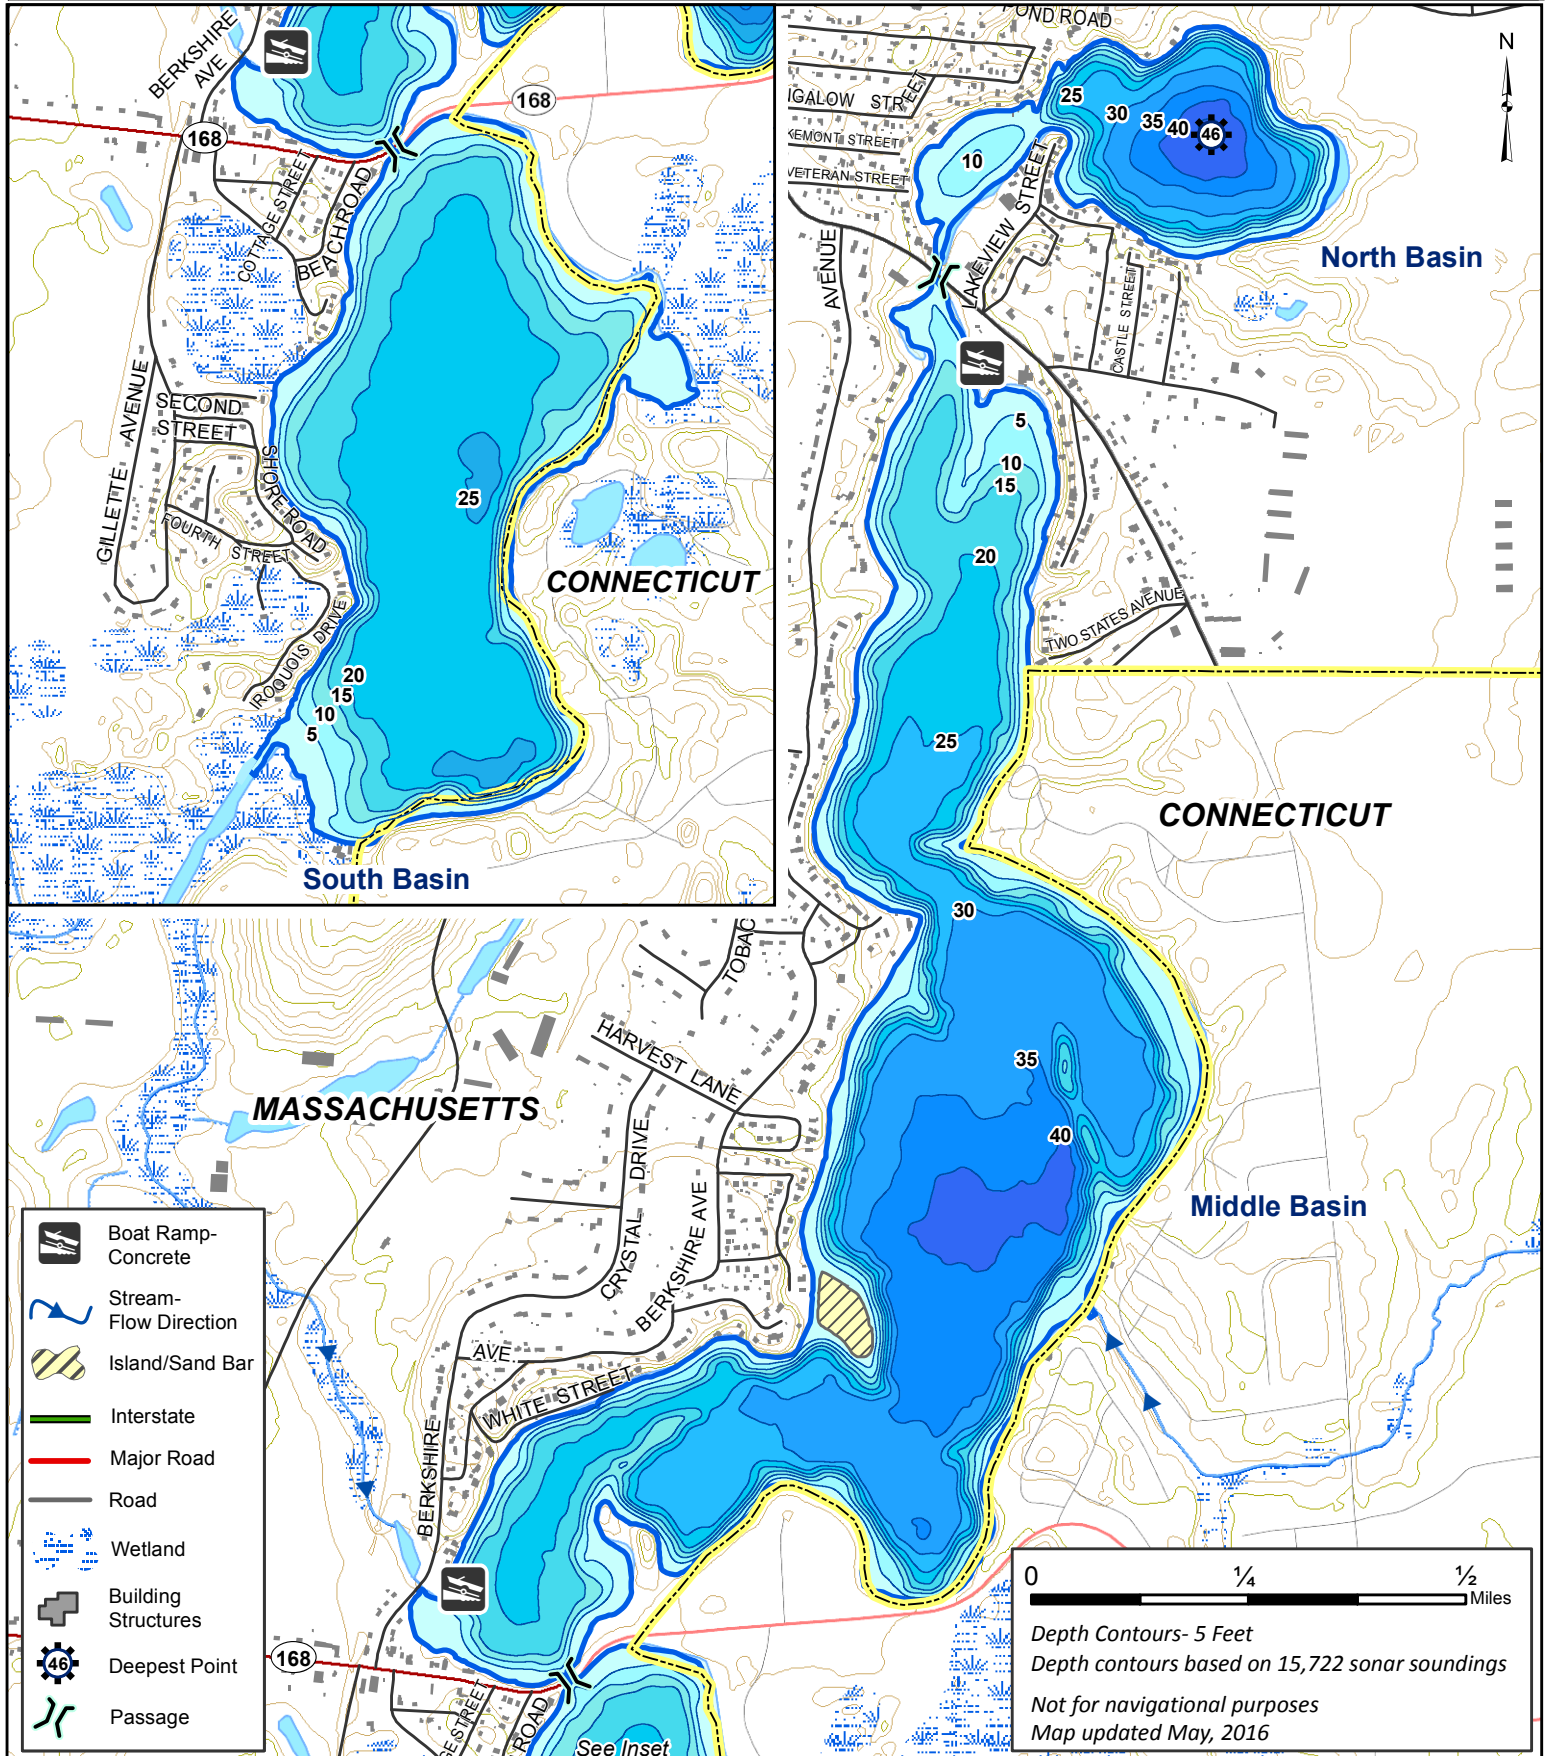 BERKSHIRE
AVE
168
168
COTTAGE STREET
BEACH ROAD
SECOND
STREET
GILLETTE AVENUE
SHORE ROAD
FOURTH STREET
IROQUOIS DRIVE
25
20
15
10
5
CONNECTICUT
South Basin
POND ROAD
N
STREET
VETERAN STREET
AVENUE
LAKEVIEW STREET
CASTLE STREET
25
30
35
40
46
10
North Basin
5
10
15
20
TWO STATES AVENUE
25
CONNECTICUT
30
HARVEST LANE
MASSACHUSETTS
CRYSTAL DRIVE
BERKSHIRE AVE
35
40
Middle Basin
BERKSHIRE AVE.
WHITE STREET
168
ROAD
See Inset
Boat Ramp-
Concrete
Stream-
Flow Direction
Island/Sand Bar
Interstate
Major Road
Road
Wetland
Building
Structures
46
Deepest Point
Passage
0 ¼ ½
Miles
Depth Contours- 5 Feet
Depth contours based on 15,722 sonar soundings
Not for navigational purposes
Map updated May, 2016